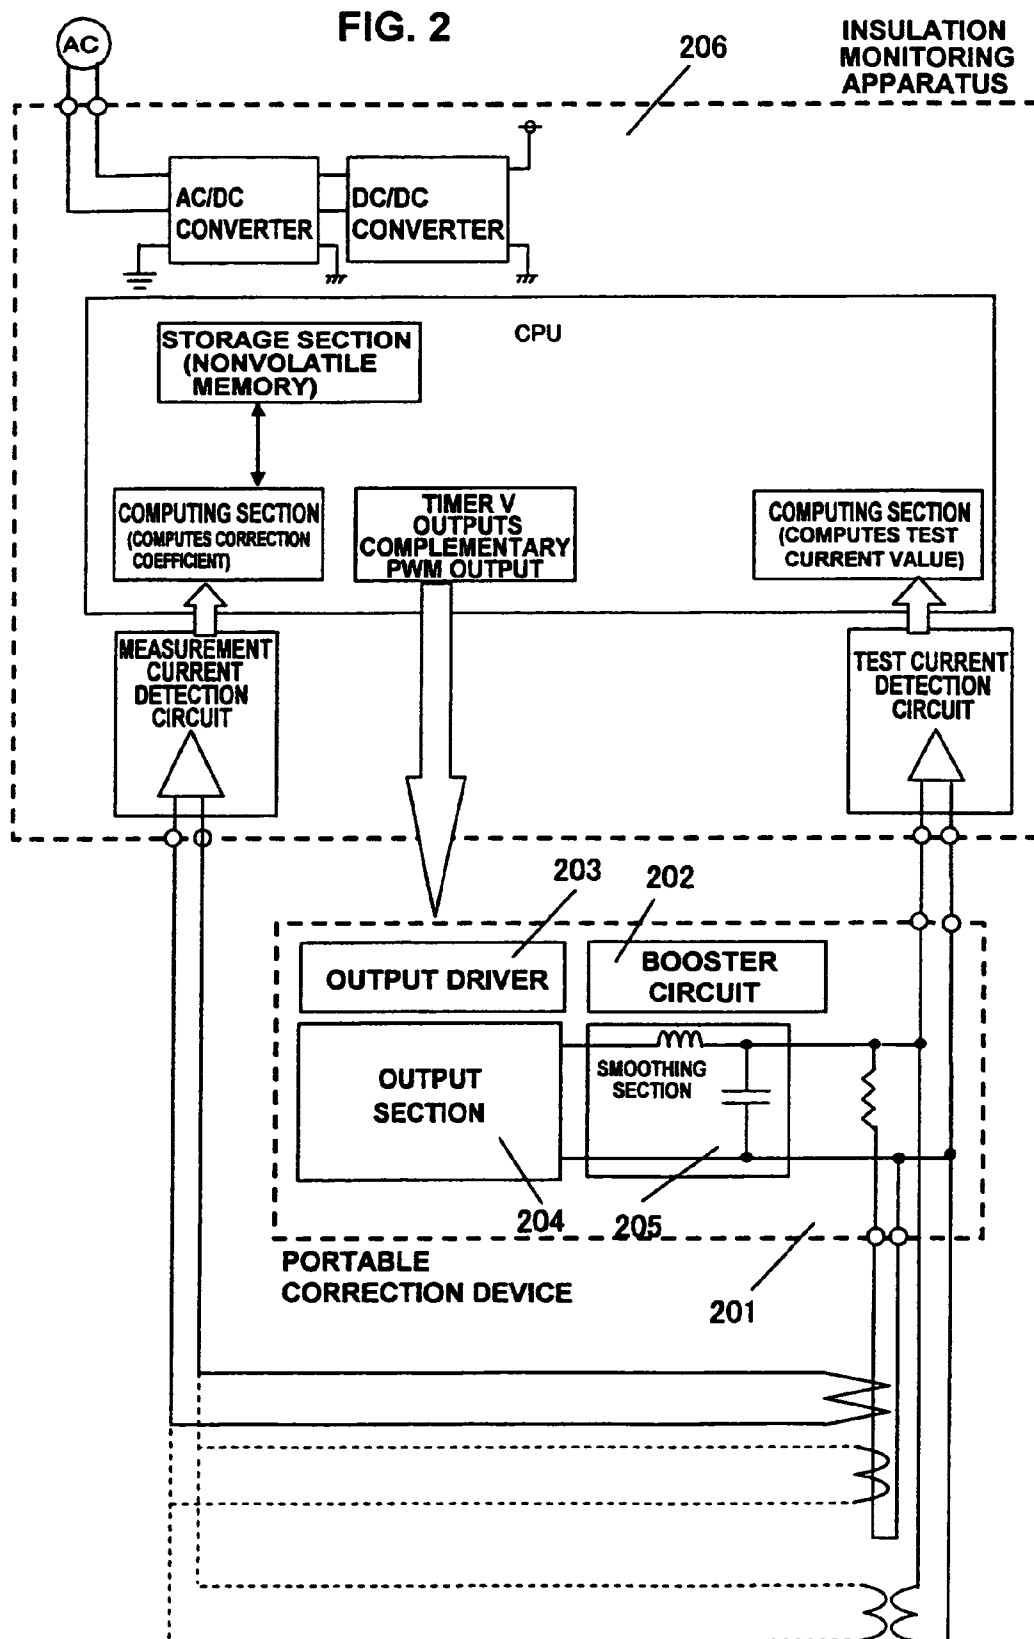 FIG. 2
AC
206
INSULATION
MONITORING
APPARATUS
AC/DC
CONVERTER
DC/DC
CONVERTER
CPU
STORAGE SECTION
(NONVOLATILE
MEMORY)
COMPUTING SECTION
(COMPUTES CORRECTION
COEFFICIENT)
TIMER V
OUTPUTS
COMPLEMENTARY
PWM OUTPUT
COMPUTING SECTION
(COMPUTES TEST
CURRENT VALUE)
MEASUREMENT
CURRENT
DETECTION
CIRCUIT
TEST CURRENT
DETECTION
CIRCUIT
203
202
OUTPUT DRIVER
BOOSTER
CIRCUIT
OUTPUT
SECTION
SMOOTHING
SECTION
204
205
PORTABLE
CORRECTION DEVICE
201